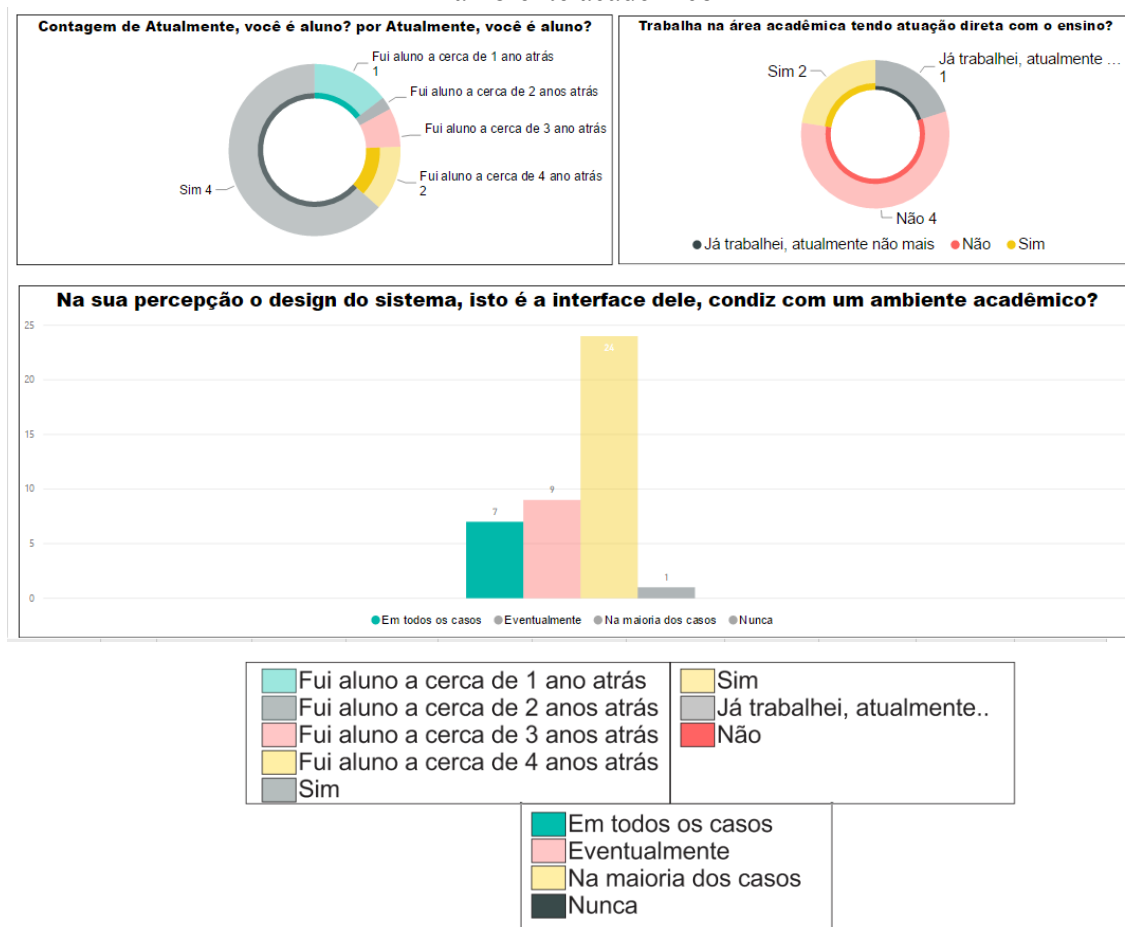 Contagem de Atualmente, você é aluno? por Atualmente, você é aluno?
Fui aluno a cerca de 1 ano atrás
1
Fui aluno a cerca de 2 anos atrás
Fui aluno a cerca de 3 ano atrás
Fui aluno a cerca de 4 ano atrás
2
Sim 4
Trabalha na área acadêmica tendo atuação direta com o ensino?
Sim 2
Já trabalhei, atualmente ...
1
Não 4
Já trabalhei, atualmente não mais Não Sim
Na sua percepção o design do sistema, isto é a interface dele, condiz com um ambiente acadêmico?
25
20
15
10
5
0
7
9
24
1
Em todos os casos Eventualmente Na maioria dos casos Nunca
Fui aluno a cerca de 1 ano atrás
Fui aluno a cerca de 2 anos atrás
Fui aluno a cerca de 3 anos atrás
Fui aluno a cerca de 4 anos atrás
Sim
Sim
Já trabalhei, atualmente..
Não
Em todos os casos
Eventualmente
Na maioria dos casos
Nunca